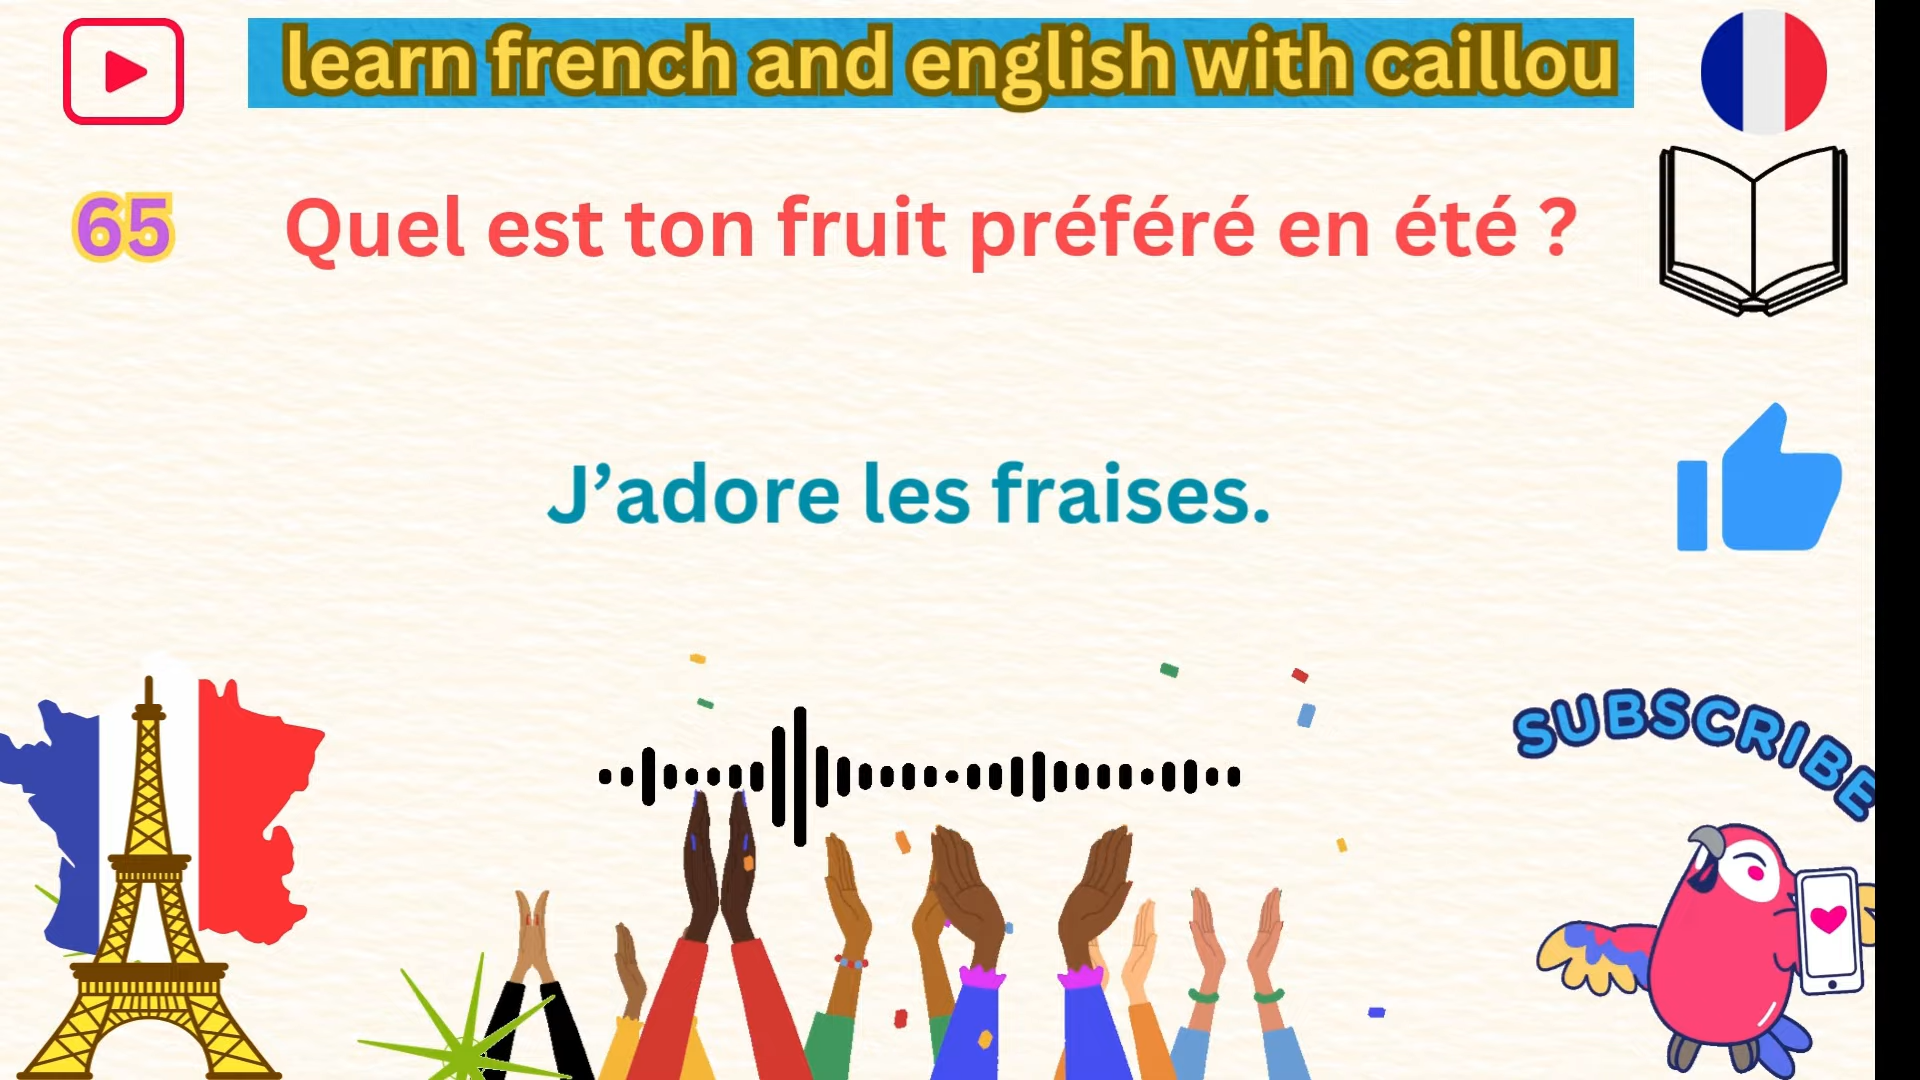 learn french and english with caillou
65
Quel est ton fruit préféré en été ?
J’adore les fraises.
SUBSCRIBE